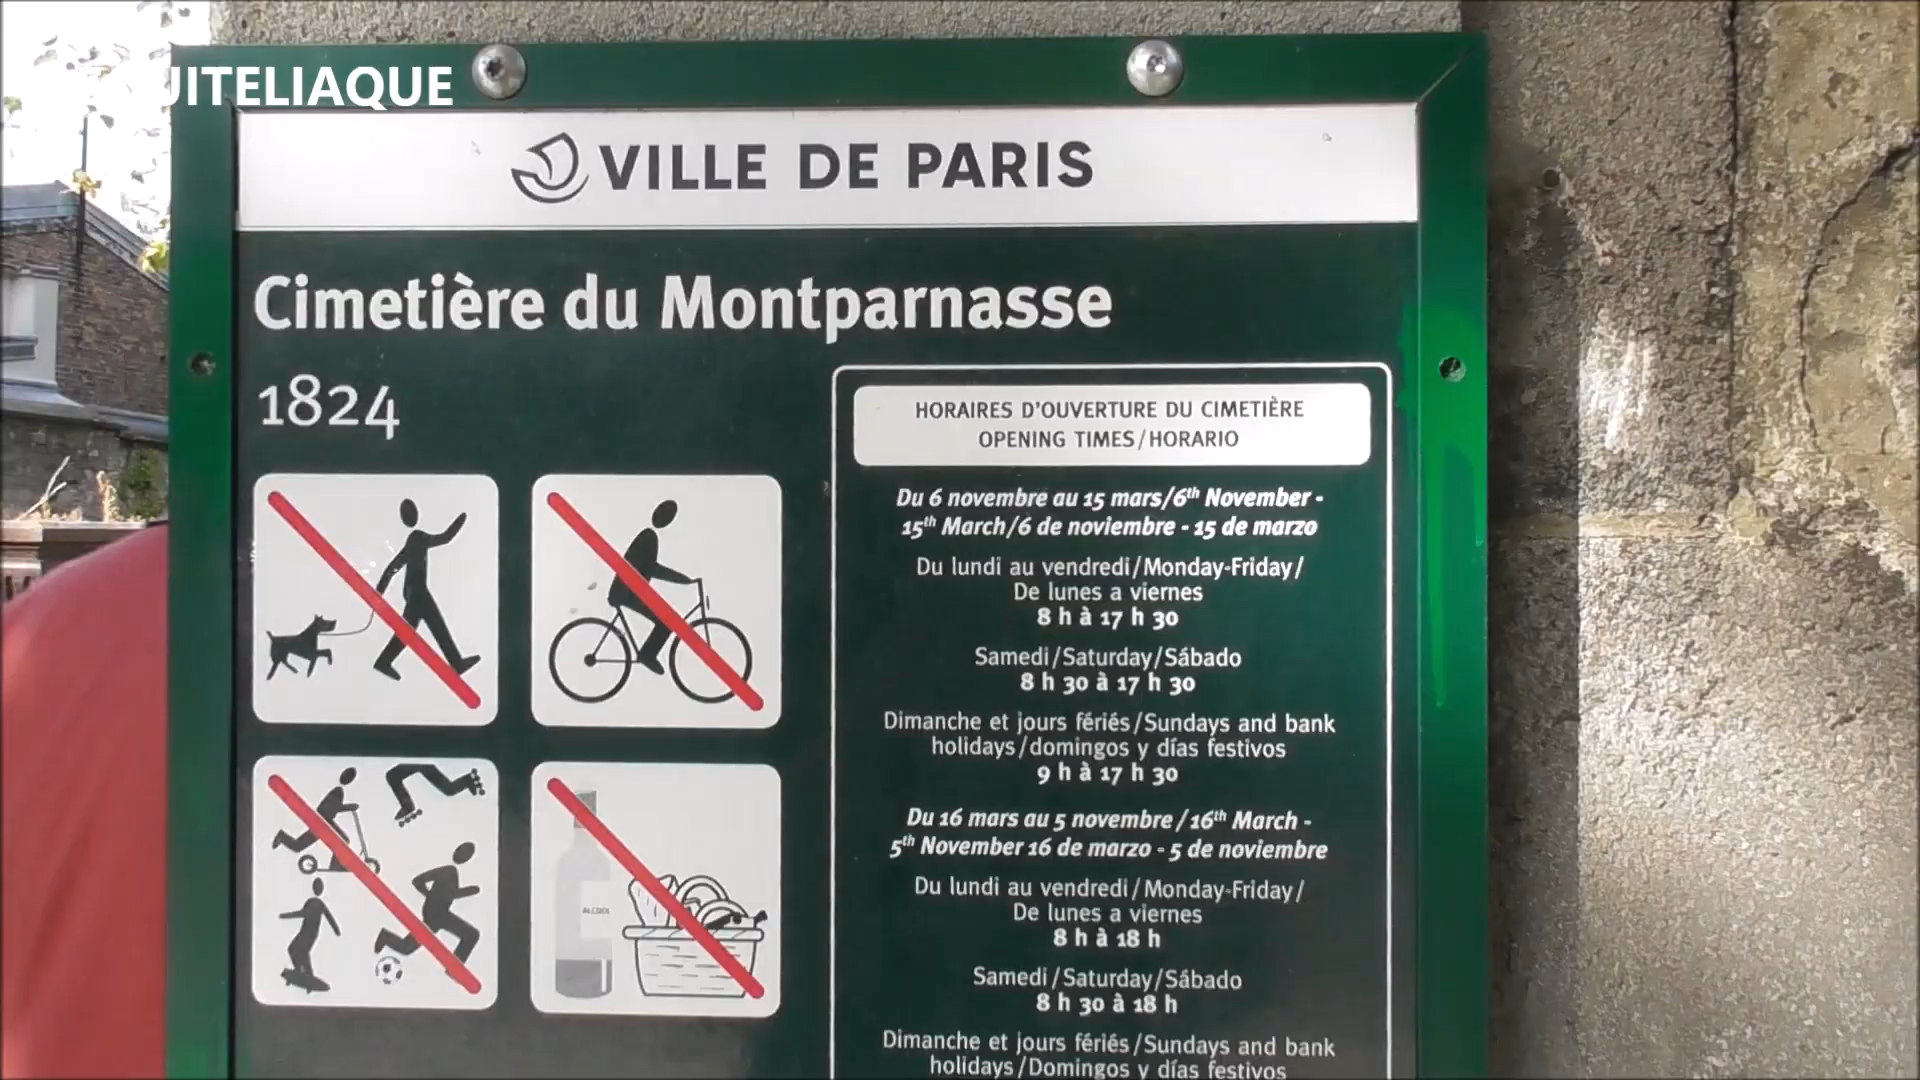 UITELIAQUE
VILLE DE PARIS
Cimetière du Montparnasse
1824
HORAIRES D'OUVERTURE DU CIMETIÈRE
OPENING TIMES/HORARIO
Du 6 novembre au 15 mars/6th November -
15th March/6 de noviembre - 15 de marzo
Du lundi au vendredi/Monday-Friday/
De lunes a viernes
8 h à 17 h 30
Samedi/Saturday/Sábado
8 h 30 à 17 h 30
Dimanche et jours fériés/Sundays and bank
holidays/domingos y días festivos
9 h à 17 h 30
Du 16 mars au 5 novembre/16th March -
5th November 16 de marzo - 5 de noviembre
Du lundi au vendredi/Monday-Friday/
De lunes a viernes
8 h à 18 h
Samedi/Saturday/Sábado
8 h 30 à 18 h
Dimanche et jours fériés/Sundays and bank
holidays/Domingos y días festivos
ALCOOL